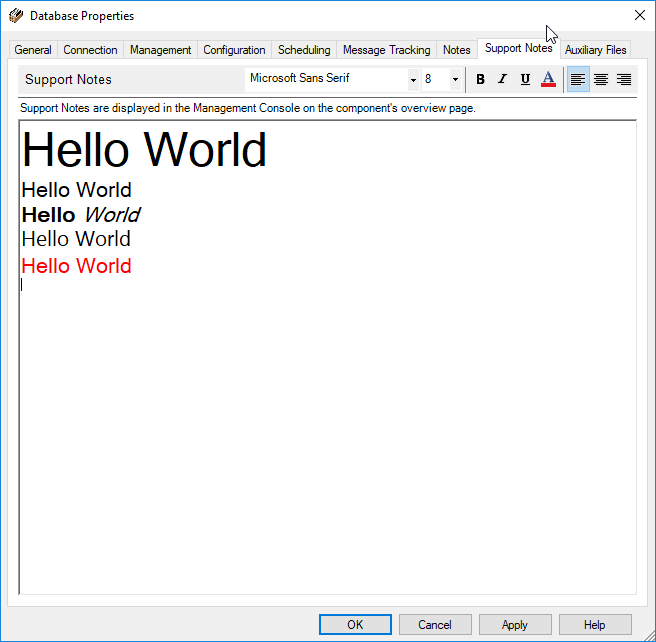 Database Properties
General Connection Management Configuration Scheduling Message Tracking Notes Support Notes Auxiliary Files
Support Notes Microsoft Sans Serif 8 B I U A
Support Notes are displayed in the Management Console on the component's overview page.
Hello World
Hello World
Hello World
Hello World
Hello World
OK Cancel Apply Help